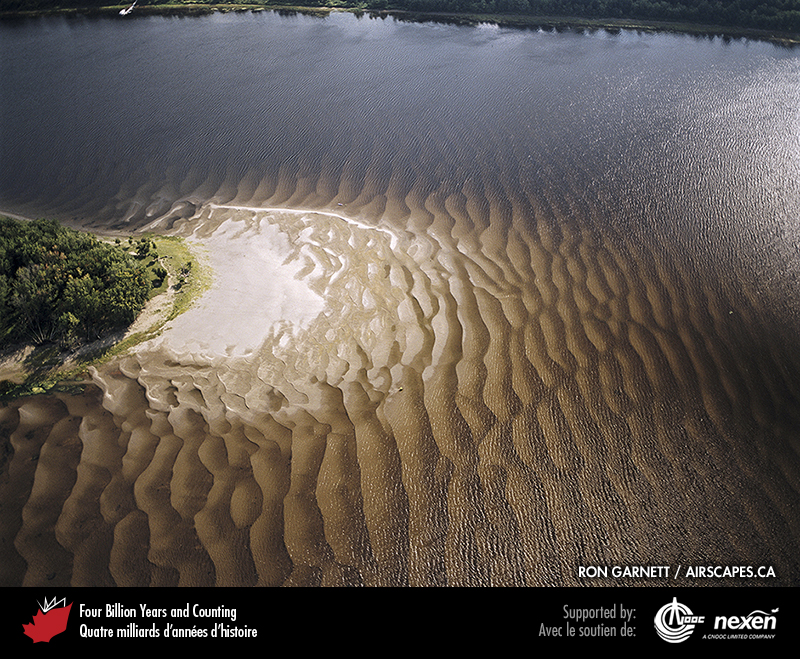 RON GARNETT / AIRSCAPES.CA
Four Billion Years and Counting
Quatre milliards d'années d'histoire
Supported by:
Avec le soutien de:
CNOOC nexen
A CNOOC LIMITED COMPANY